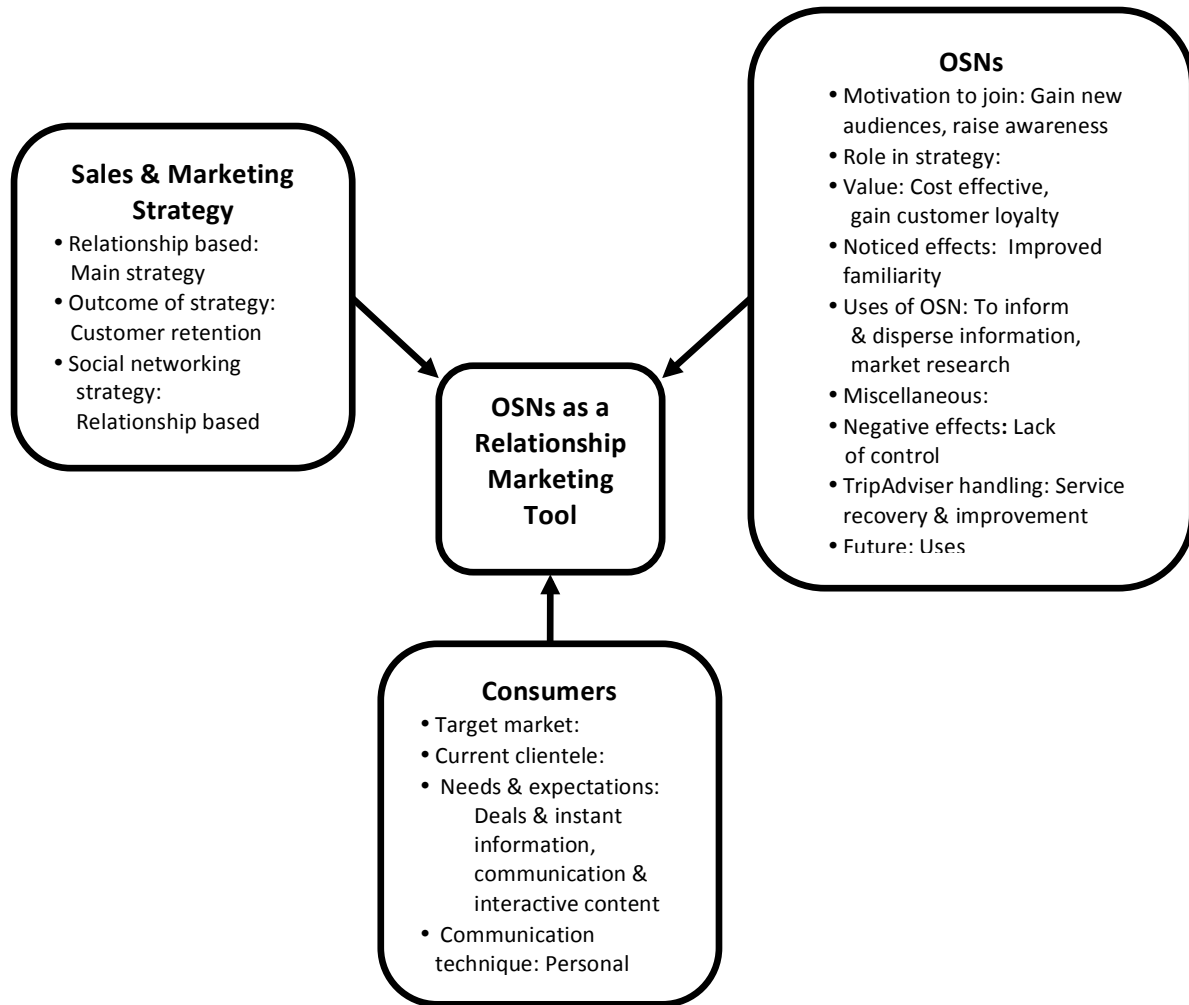 Sales & Marketing
Strategy
• Relationship based:
Main strategy
• Outcome of strategy:
Customer retention
• Social networking
strategy:
Relationship based
OSNs
• Motivation to join: Gain new
audiences, raise awareness
• Role in strategy:
• Value: Cost effective,
gain customer loyalty
• Noticed effects:  Improved
familiarity
• Uses of OSN: To inform
& disperse information,
market research
• Miscellaneous:
• Negative effects: Lack
of control
• TripAdviser handling: Service
recovery & improvement
• Future: Uses
OSNs as a
Relationship
Marketing
Tool
Consumers
• Target market:
• Current clientele:
• Needs & expectations:
Deals & instant
information,
communication &
interactive content
• Communication
technique: Personal